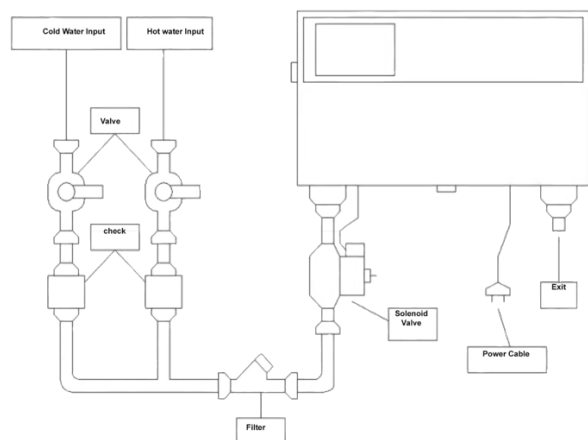 Cold Water Input
Hot water Input
Valve
check
Solenoid
Valve
Exit
Power Cable
Filter